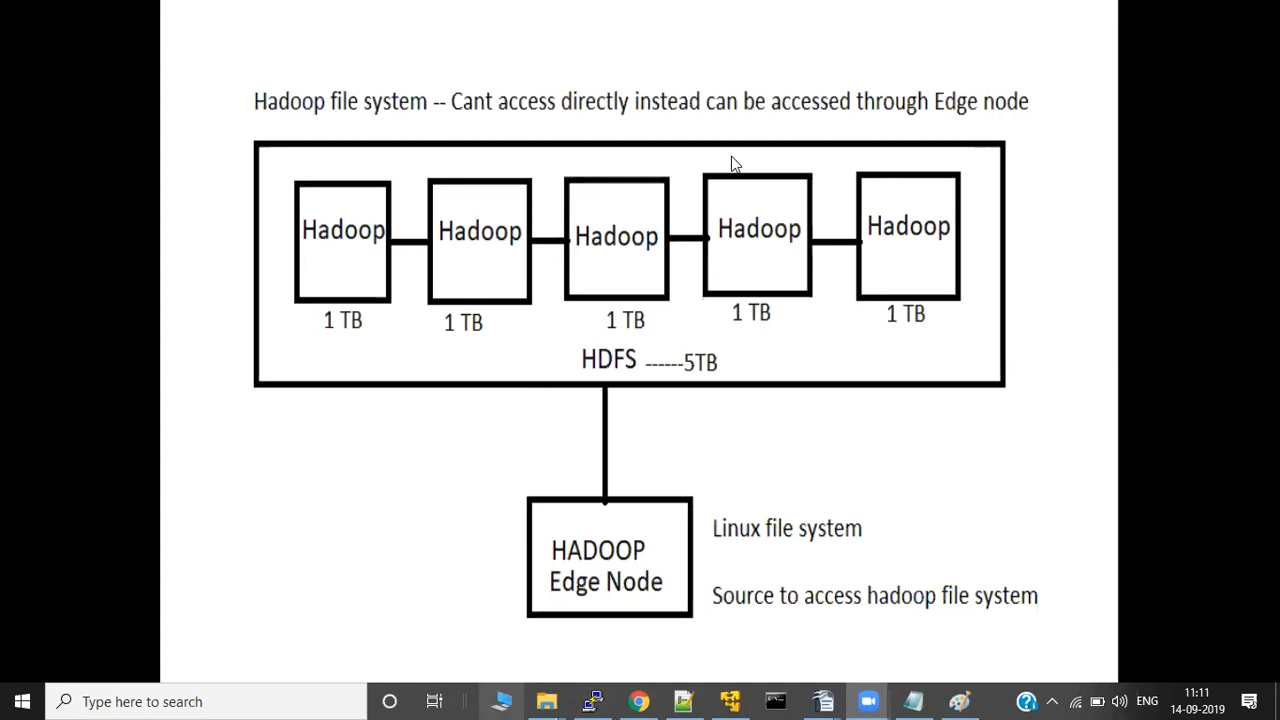 Hadoop file system -- Cant access directly instead can be accessed through Edge node
Hadoop Hadoop Hadoop Hadoop Hadoop
1 TB 1 TB 1 TB 1 TB 1 TB
HDFS ------5TB
HADOOP
Edge Node
Linux file system
Source to access hadoop file system
Type here to search
ENG
11:11
14-09-2019